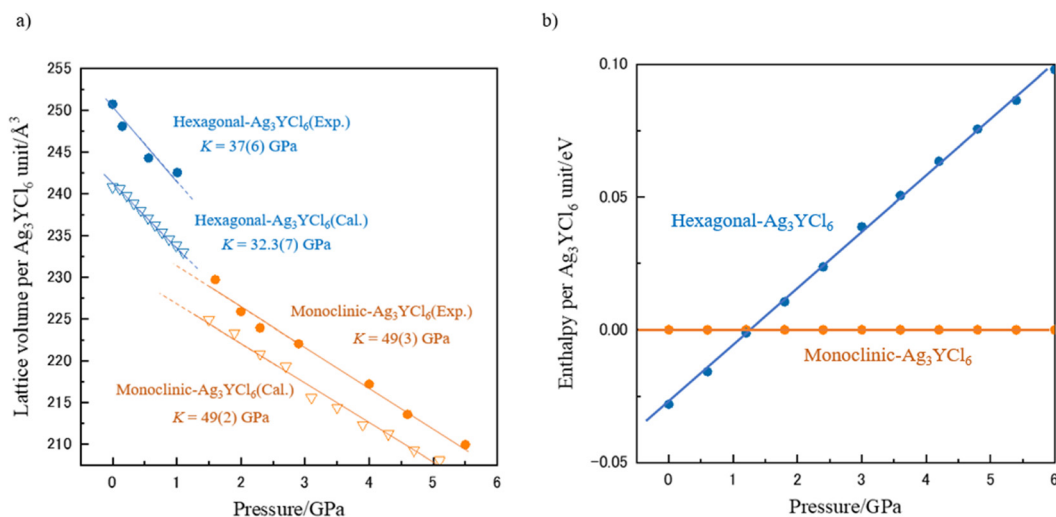 a)
Lattice volume per Ag₃YCl₆ unit/Å³
255
250
245
240
235
230
225
220
215
210
Hexagonal-Ag₃YCl₆(Exp.)
K = 37(6) GPa
Hexagonal-Ag₃YCl₆(Cal.)
K = 32.3(7) GPa
Monoclinic-Ag₃YCl₆(Exp.)
K = 49(3) GPa
Monoclinic-Ag₃YCl₆(Cal.)
K = 49(2) GPa
0 1 2 3 4 5 6
Pressure/GPa
b)
Enthalpy per Ag₃YCl₆ unit/eV
0.10
0.05
0.00
−0.05
Hexagonal-Ag₃YCl₆
Monoclinic-Ag₃YCl₆
0 1 2 3 4 5 6
Pressure/GPa